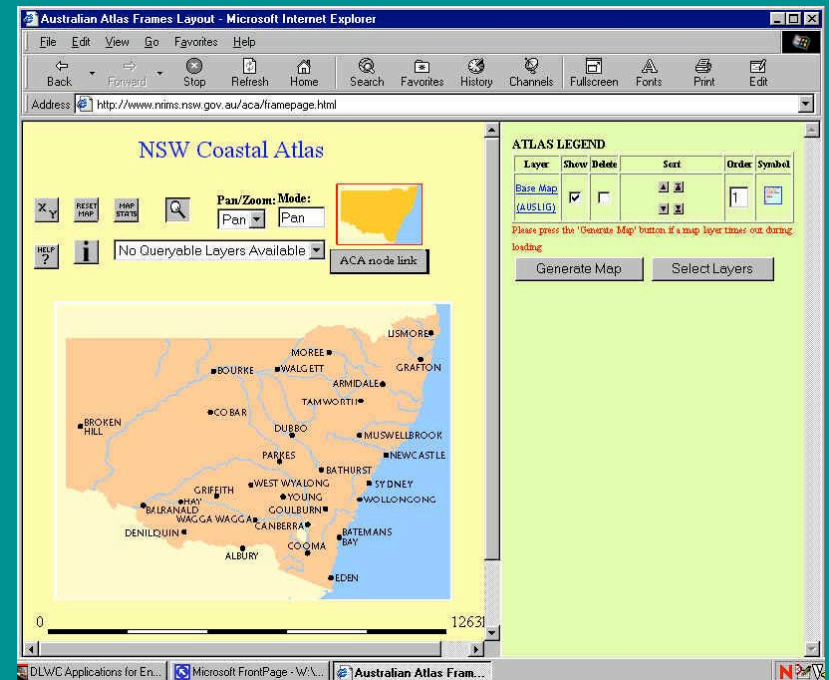 Australian Atlas Frames Layout - Microsoft Internet Explorer
File Edit View Go Favorites Help
Back Forward Stop Refresh Home Search Favorites History Channels Fullscreen Fonts Print Edit
Address http://www.nrims.nsw.gov.au/aca/framepage.html
NSW Coastal Atlas
Pan/Zoom: Mode:
XY RESET MAP MAP STATS Pan Pan
HELP ? i No Queryable Layers Available ACA node link
LISMORE
MOREE
BOURKE WALGETT GRAFTON
ARMIDALE
TAMWORTH
COBAR
BROKEN HILL
DUBBO
MUSWELLBROOK
PARKES NEWCASTLE
BATHURST
WEST WYALONG SYDNEY
GRIFFITH
HAY YOUNG WOLLONGONG
BALRANALD GOULBURN
WAGGA WAGGA CANBERRA
DENILIQUIN BATEMANS BAY
ALBURY COOMA
EDEN
0 12631
ATLAS LEGEND
Layer Show Delete Sort Order Symbol
Base Map
(AUSLIG) 1
Please press the 'Generate Map' button if a map layer times out during
loading
Generate Map Select Layers
DLWC Applications for En... Microsoft FrontPage - W:\... Australian Atlas Fram...